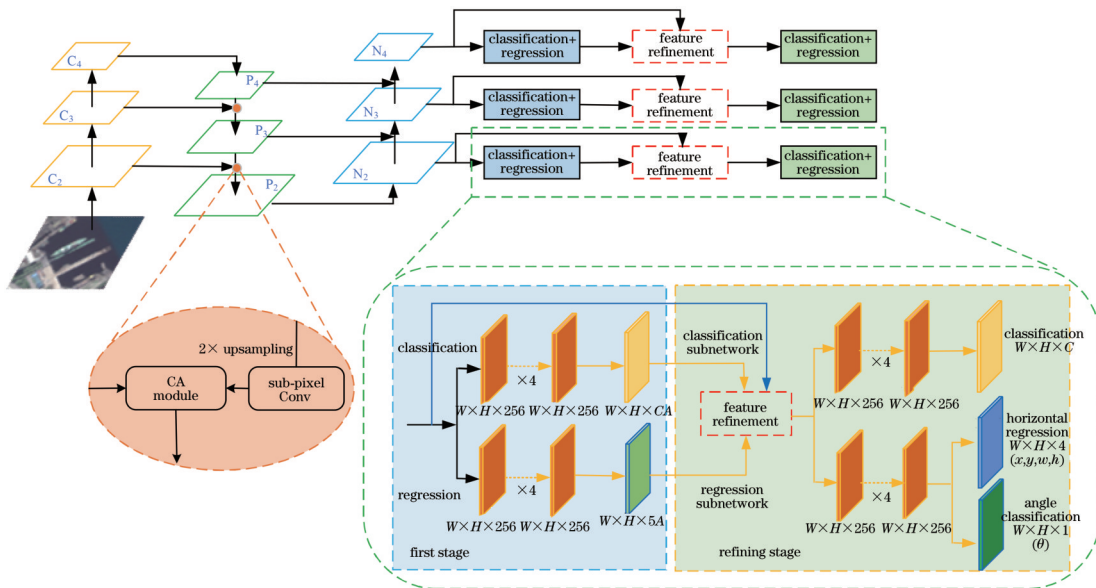 C4
C3
C2
P4
P3
P2
N4
N3
N2
classification+
regression
feature
refinement
classification+
regression
classification+
regression
feature
refinement
classification+
regression
classification+
regression
feature
refinement
classification+
regression
2× upsampling
CA
module
sub-pixel
Conv
classification
×4
W×H×256
W×H×256
W×H×CA
regression
×4
W×H×256
W×H×256
W×H×5A
first stage
classification
subnetwork
feature
refinement
regression
subnetwork
×4
W×H×256
W×H×256
classification
W×H×C
×4
W×H×256
W×H×256
horizontal
regression
W×H×4
(x,y,w,h)
angle
classification
W×H×1
(θ)
refining stage